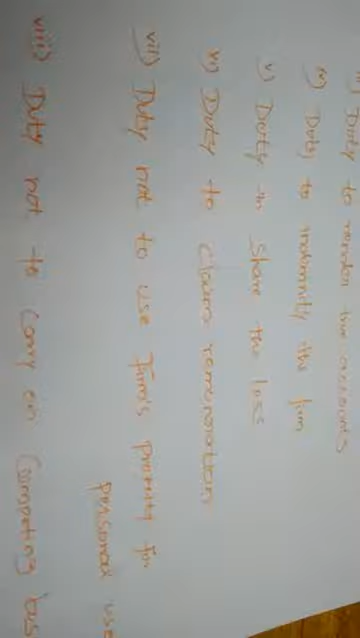 Duty to render true accounts
iv) Duty to indemnify the firm
v) Duty to share the loss
vi) Duty to claim remuneration
vii) Duty not to use firm's property for
personal use
viii) Duty not to carry on Competing bus